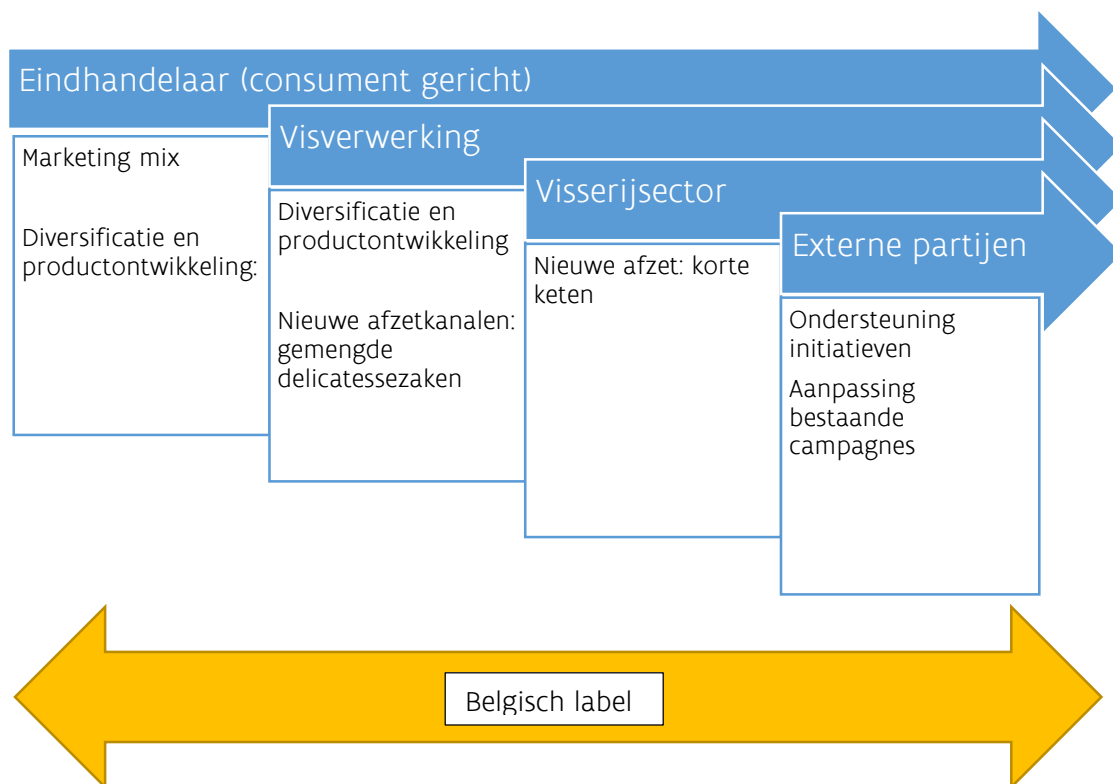 Eindhandelaar (consument gericht)
Marketing mix
Diversificatie en
productontwikkeling:
Visverwerking
Diversificatie en
productontwikkeling
Nieuwe afzetkanalen:
gemengde
delicatessezaken
Visserijsector
Nieuwe afzet: korte
keten
Externe partijen
Ondersteuning
initiatieven
Aanpassing
bestaande
campagnes
Belgisch label